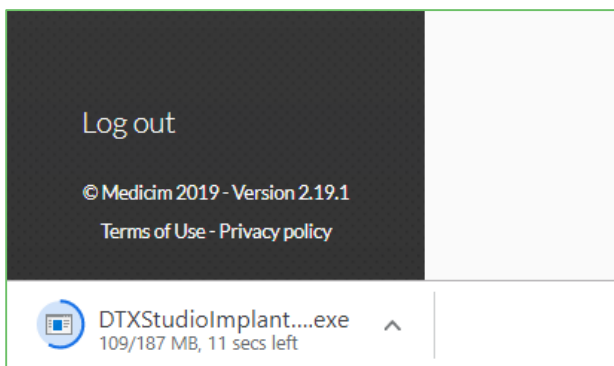 Log out
© Medicim 2019 - Version 2.19.1
Terms of Use - Privacy policy
DTXStudioImplant....exe
109/187 MB, 11 secs left